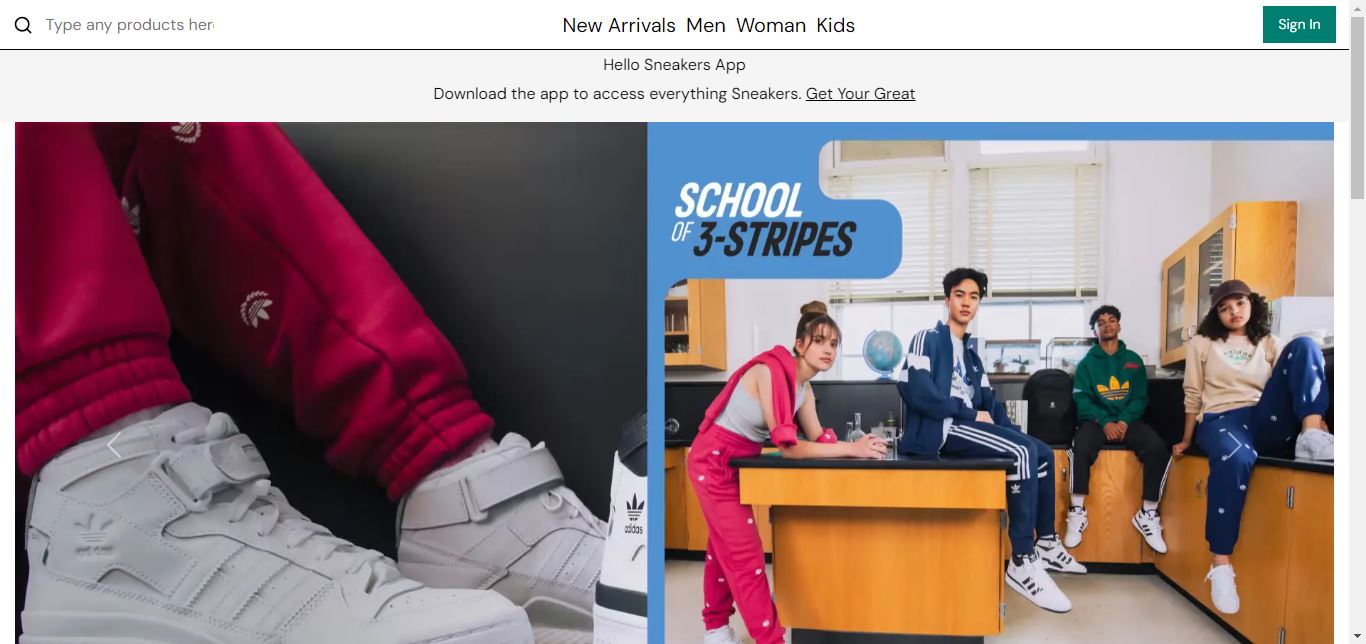 Type any products her
New Arrivals Men Woman Kids
Sign In
Hello Sneakers App
Download the app to access everything Sneakers. Get Your Great
SCHOOL
OF 3-STRIPES
adidas